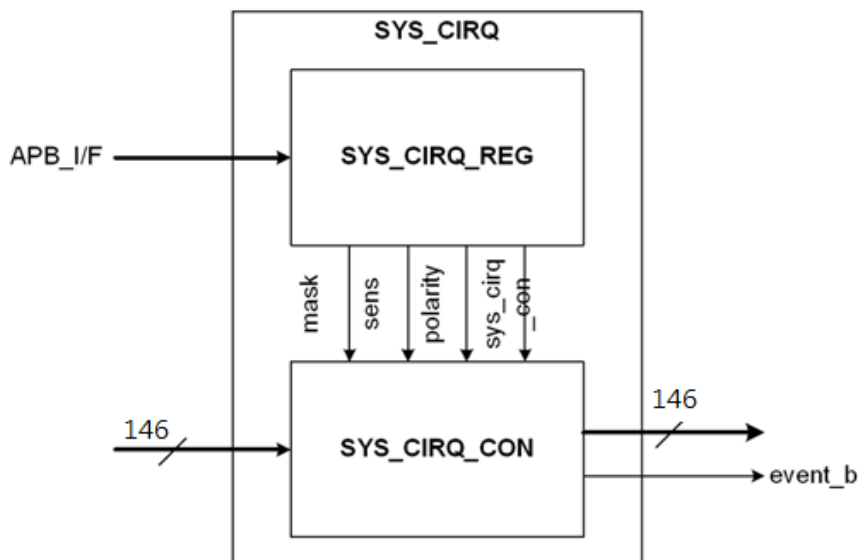 SYS_CIRQ
APB_I/F
SYS_CIRQ_REG
mask
sens
polarity
sys_cirq
_con
146
SYS_CIRQ_CON
146
event_b